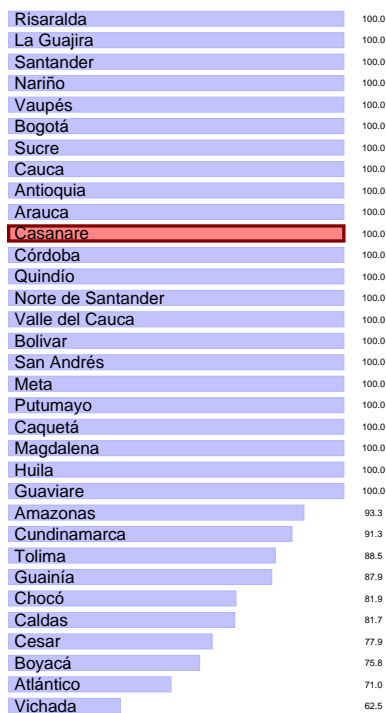 Risaralda 100.0
La Guajira 100.0
Santander 100.0
Nariño 100.0
Vaupés 100.0
Bogotá 100.0
Sucre 100.0
Cauca 100.0
Antioquia 100.0
Arauca 100.0
Casanare 100.0
Córdoba 100.0
Quindío 100.0
Norte de Santander 100.0
Valle del Cauca 100.0
Bolivar 100.0
San Andrés 100.0
Meta 100.0
Putumayo 100.0
Caquetá 100.0
Magdalena 100.0
Huila 100.0
Guaviare 100.0
Amazonas 93.3
Cundinamarca 91.3
Tolima 88.5
Guainía 87.9
Chocó 81.9
Caldas 81.7
Cesar 77.9
Boyacá 75.8
Atlántico 71.0
Vichada 62.5